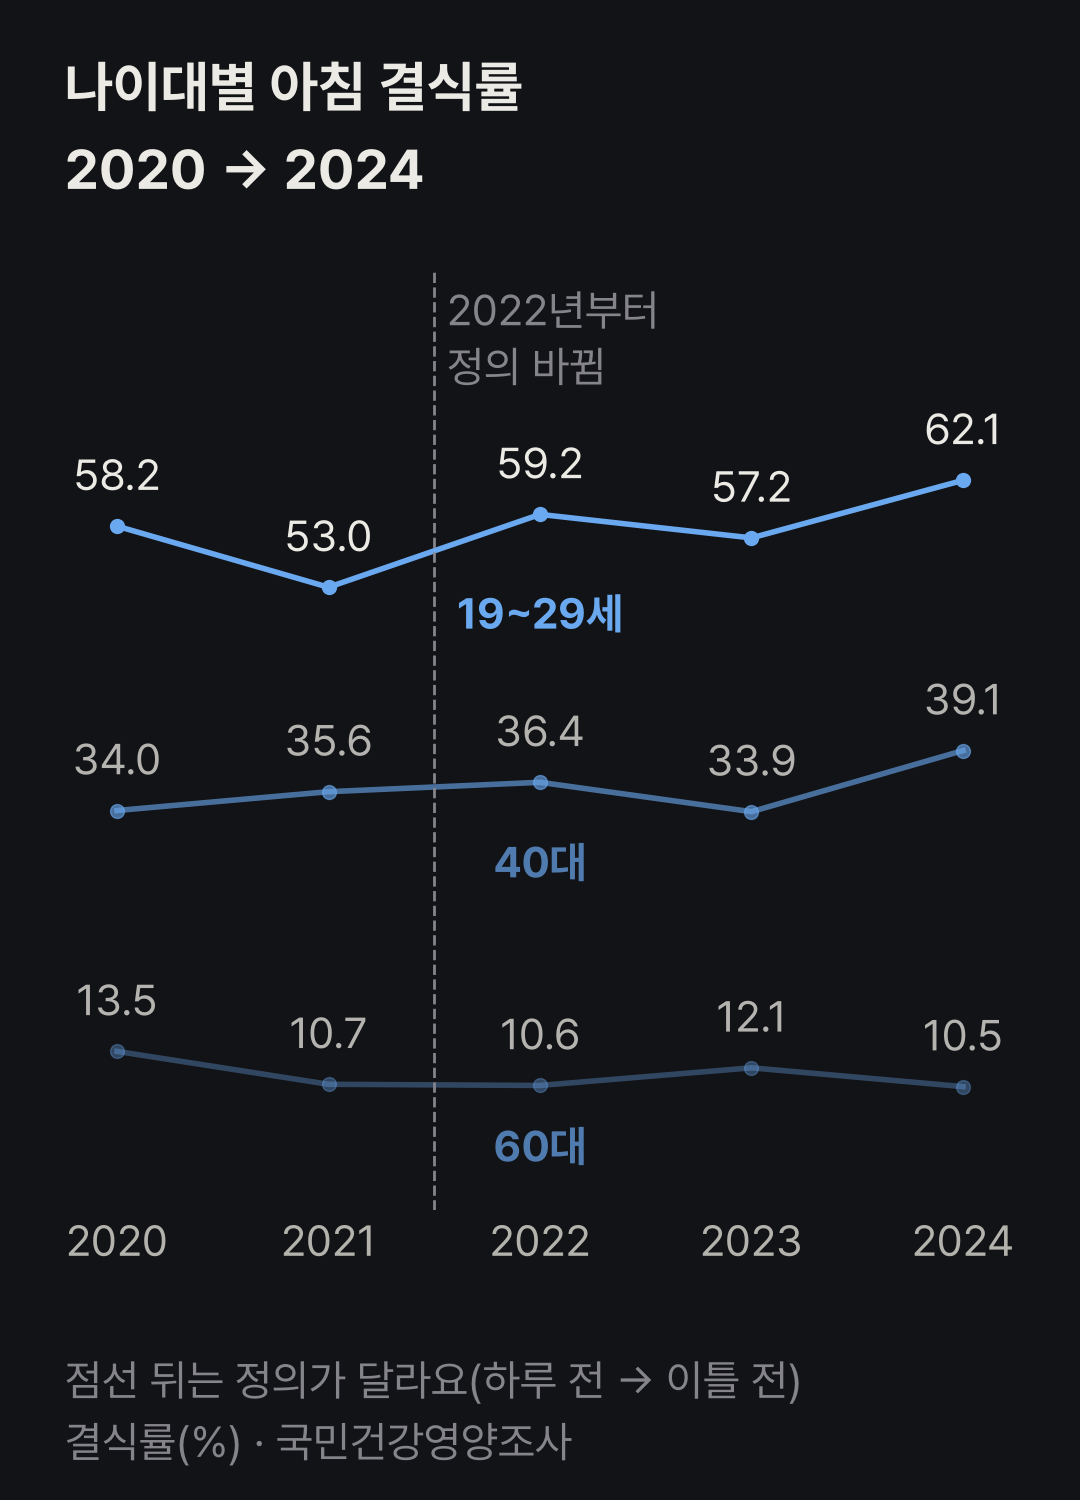 나이대별 아침 결식률
2020 → 2024
2022년부터
정의 바뀜
58.2
53.0
59.2
57.2
62.1
19~29세
34.0
35.6
36.4
33.9
39.1
40대
13.5
10.7
10.6
12.1
10.5
60대
2020 2021 2022 2023 2024
점선 뒤는 정의가 달라요(하루 전 → 이틀 전)
결식률(%) · 국민건강영양조사